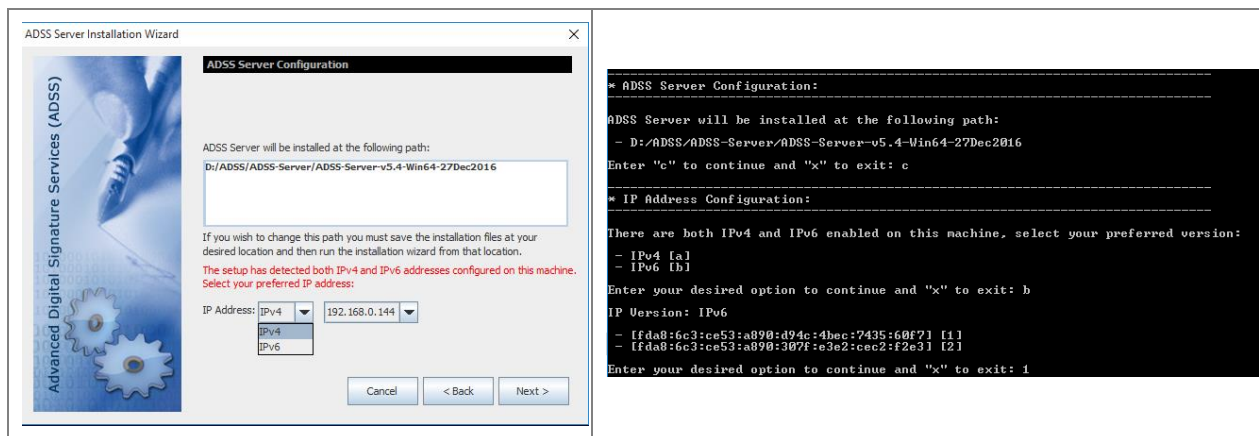 ADSS Server Installation Wizard
Advanced Digital Signature Services (ADSS)
ADSS Server Configuration
ADSS Server will be installed at the following path:
D:/ADSS/ADSS-Server/ADSS-Server-v5.4-Win64-27Dec2016
If you wish to change this path you must save the installation files at your
desired location and then run the installation wizard from that location.
The setup has detected both IPv4 and IPv6 addresses configured on this machine.
Select your preferred IP address:
IP Address: IPv4 192.168.0.144
IPv4
IPv6
Cancel < Back Next >
* ADSS Server Configuration:
ADSS Server will be installed at the following path:
- D:/ADSS/ADSS-Server/ADSS-Server-v5.4-Win64-27Dec2016
Enter "c" to continue and "x" to exit: c
* IP Address Configuration:
There are both IPv4 and IPv6 enabled on this machine, select your preferred version:
- IPv4 [a]
- IPv6 [b]
Enter your desired option to continue and "x" to exit: b
IP Version: IPv6
- [fda8:6c3:ce53:a890:d94c:4bec:7435:60f7] [1]
- [fda8:6c3:ce53:a890:307f:e3e2:cec2:f2e3] [2]
Enter your desired option to continue and "x" to exit: 1